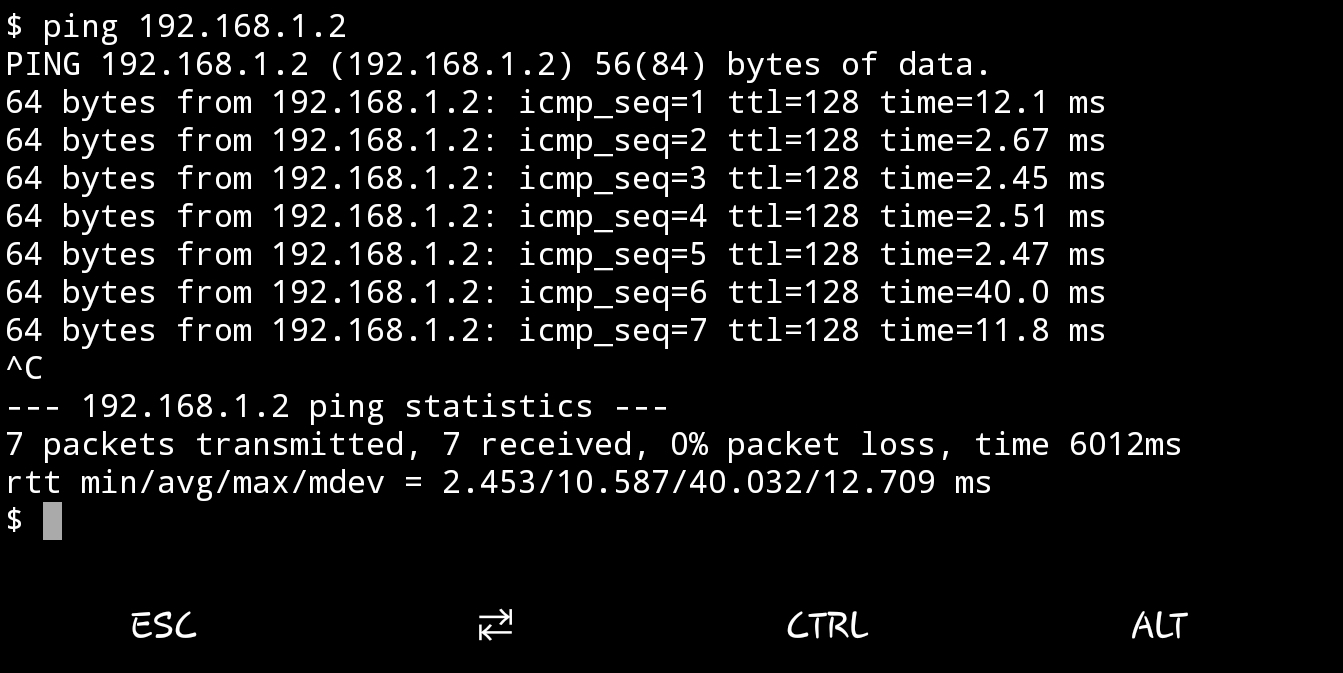 $ ping 192.168.1.2
PING 192.168.1.2 (192.168.1.2) 56(84) bytes of data.
64 bytes from 192.168.1.2: icmp_seq=1 ttl=128 time=12.1 ms
64 bytes from 192.168.1.2: icmp_seq=2 ttl=128 time=2.67 ms
64 bytes from 192.168.1.2: icmp_seq=3 ttl=128 time=2.45 ms
64 bytes from 192.168.1.2: icmp_seq=4 ttl=128 time=2.51 ms
64 bytes from 192.168.1.2: icmp_seq=5 ttl=128 time=2.47 ms
64 bytes from 192.168.1.2: icmp_seq=6 ttl=128 time=40.0 ms
64 bytes from 192.168.1.2: icmp_seq=7 ttl=128 time=11.8 ms
^C
--- 192.168.1.2 ping statistics ---
7 packets transmitted, 7 received, 0% packet loss, time 6012ms
rtt min/avg/max/mdev = 2.453/10.587/40.032/12.709 ms
$
ESC ⇄ CTRL ALT